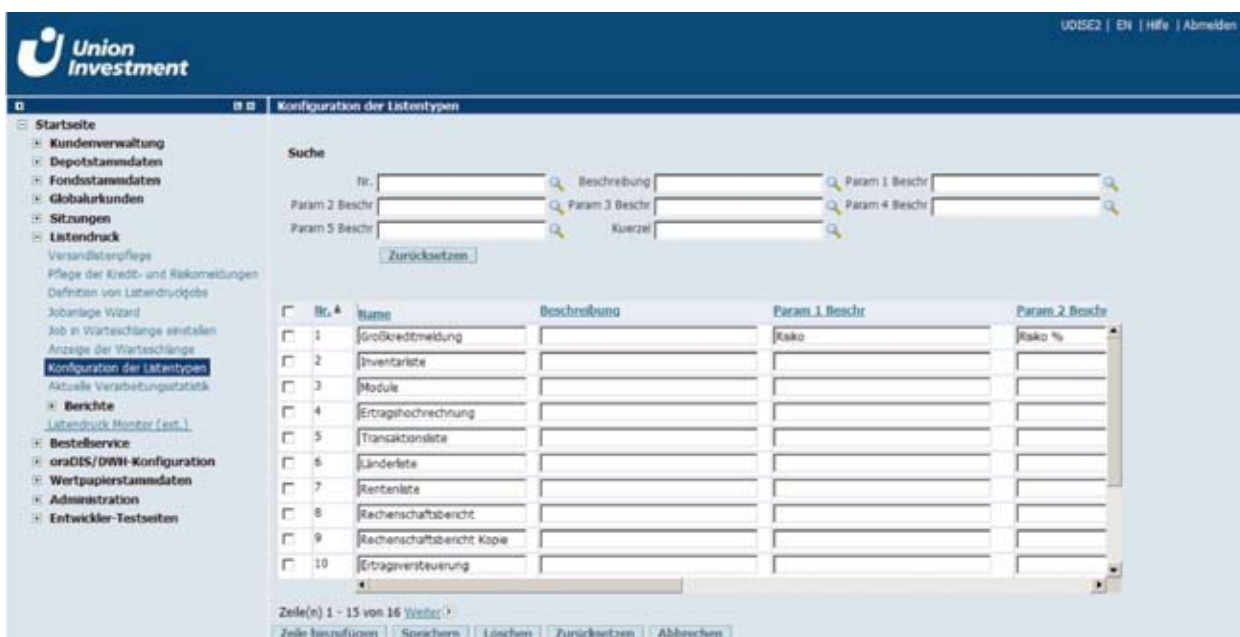 UDISE2 | EN | Hilfe | Abmelden
Union
Investment
Konfiguration der Listentypen
Startseite
Kundenverwaltung
Depotstammdaten
Fondsstammdaten
Globalurkunden
Sitzungen
Listendruck
Versandlistenpflege
Pflege der Kredit- und Risikomeldungen
Definition von Listendruckjobs
Jobanlage Wizard
Job in Warteschlange einstellen
Anzeige der Warteschlange
Konfiguration der Listentypen
Aktuelle Verarbeitungsstatistik
Berichte
Listendruck Monitor (ext.)
Bestellservice
oraDIS/DWH-Konfiguration
Wertpapierstammdaten
Administration
Entwickler-Testseiten
Suche
Nr. Beschreibung Param 1 Beschr
Param 2 Beschr Param 3 Beschr Param 4 Beschr
Param 5 Beschr Kuerzel
Zurücksetzen
Nr. Name Beschreibung Param 1 Beschr Param 2 Beschr
1 Großkreditmeldung Risiko Risiko %
2 Inventarliste
3 Module
4 Ertragshochrechnung
5 Transaktionsliste
6 Länderliste
7 Rentenliste
8 Rechenschaftsbericht
9 Rechenschaftsbericht Kopie
10 Ertragsversteuerung
Zeile(n) 1 - 15 von 16 Weiter
Zeile hinzufügen Speichern Löschen Zurücksetzen Abbrechen